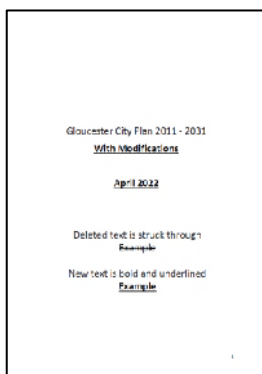 Gloucester City Plan 2011 - 2031
With Modifications
April 2022
Deleted text is struck through
Example
New text is bold and underlined
Example